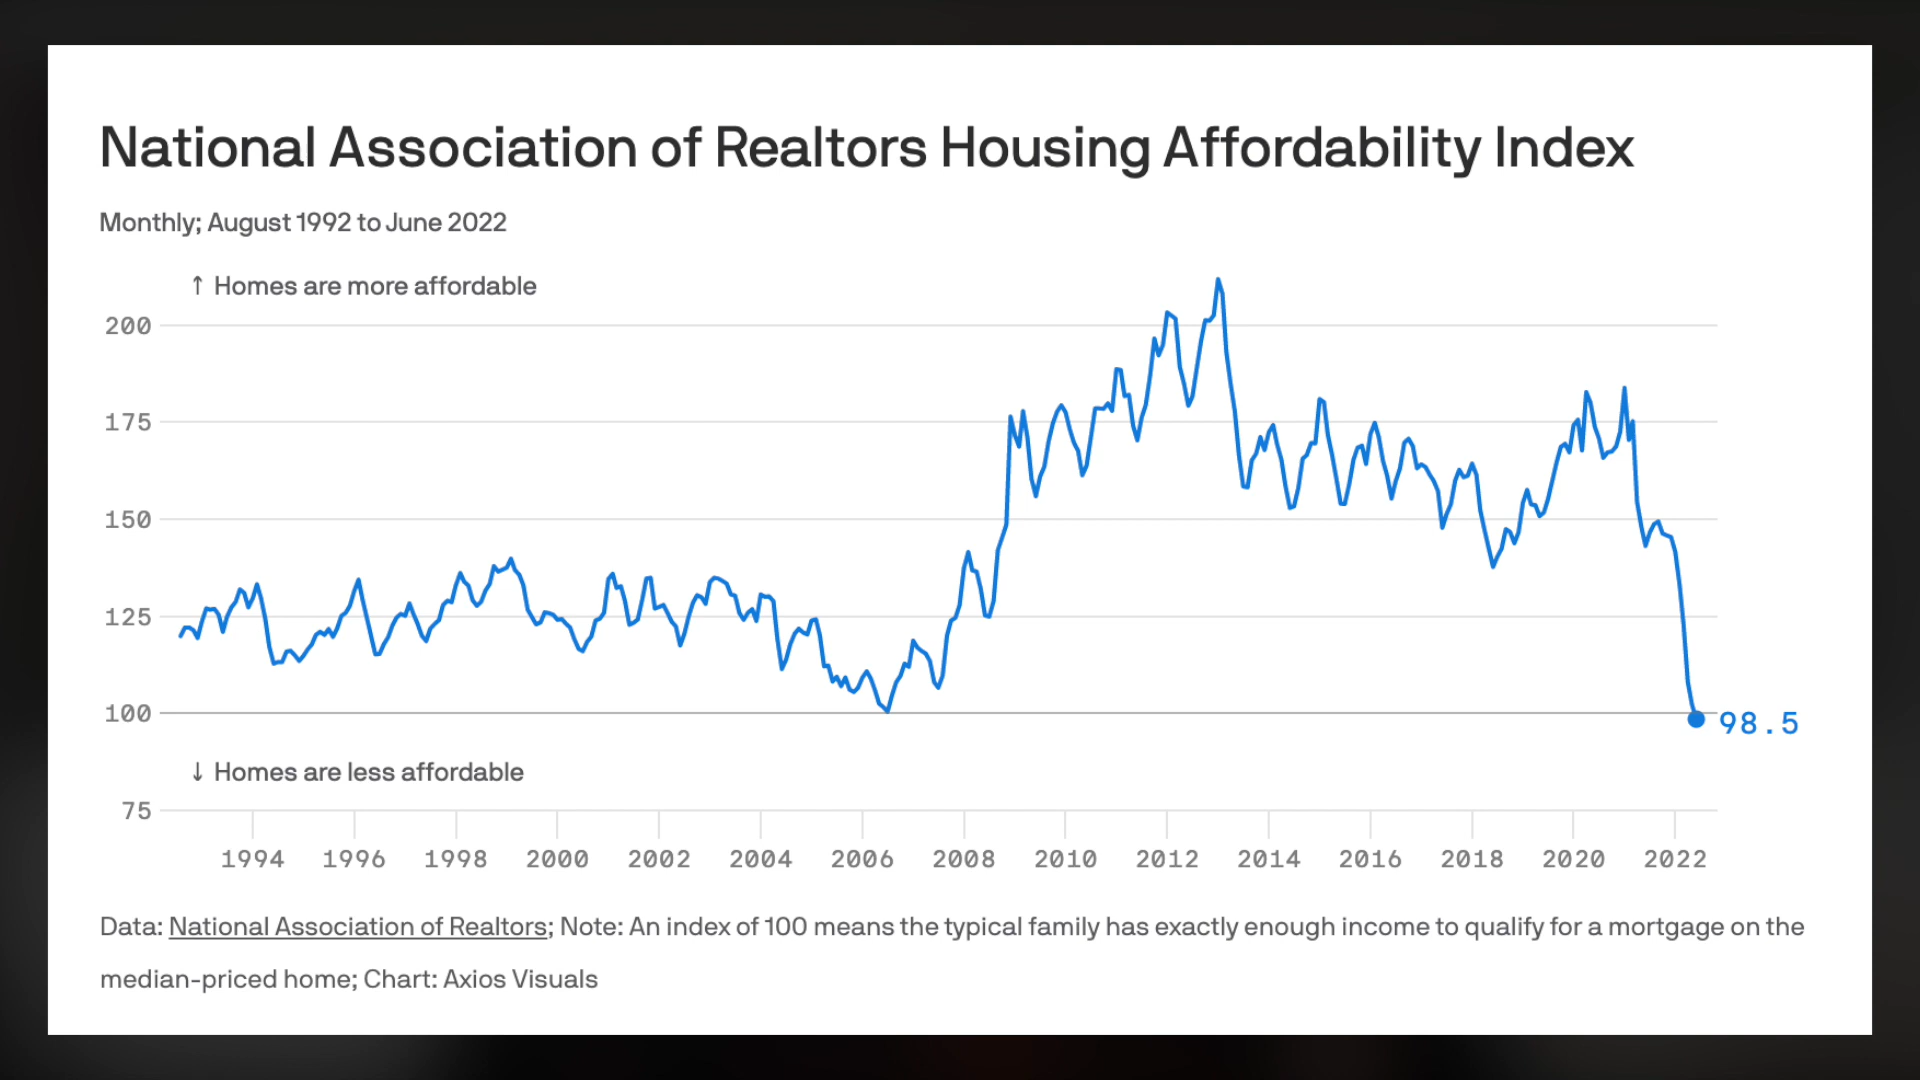 National Association of Realtors Housing Affordability Index
Monthly; August 1992 to June 2022
↑ Homes are more affordable
200
175
150
125
100
98.5
↓ Homes are less affordable
75
1994 1996 1998 2000 2002 2004 2006 2008 2010 2012 2014 2016 2018 2020 2022
Data: National Association of Realtors; Note: An index of 100 means the typical family has exactly enough income to qualify for a mortgage on the
median-priced home; Chart: Axios Visuals